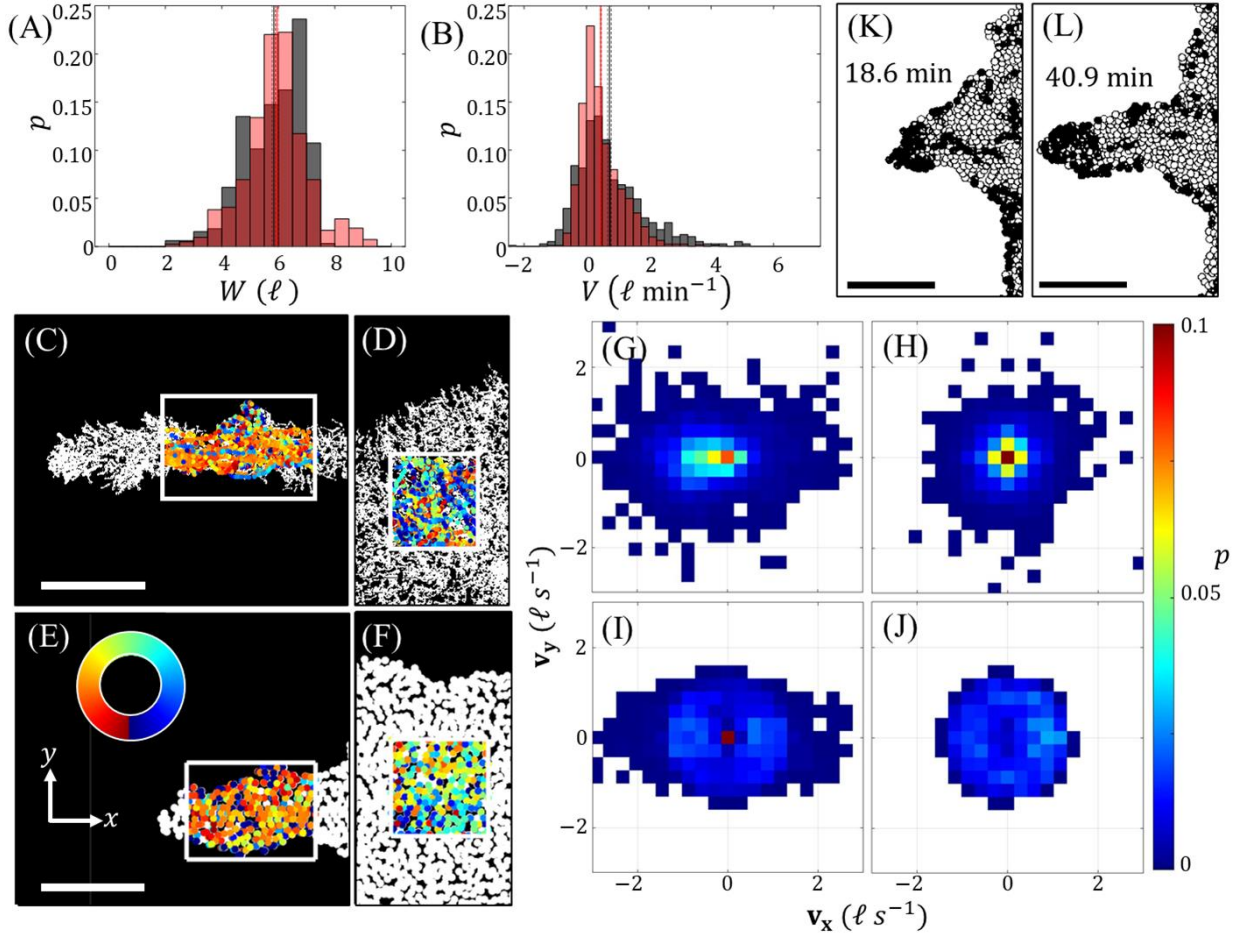 (A)
0.25
0.20
0.15
0.10
0.05
0
p
0 2 4 6 8 10
W (ℓ)
(B)
0.25
0.20
0.15
0.10
0.05
0
p
−2 0 2 4 6
V (ℓ min⁻¹)
(K)
18.6 min
(L)
40.9 min
(C)
(D)
(E)
y
x
(F)
(G)
(H)
(I)
(J)
2
0
−2
2
0
−2
v_y (ℓ s⁻¹)
−2 0 2
−2 0 2
v_x (ℓ s⁻¹)
0.1
p
0.05
0